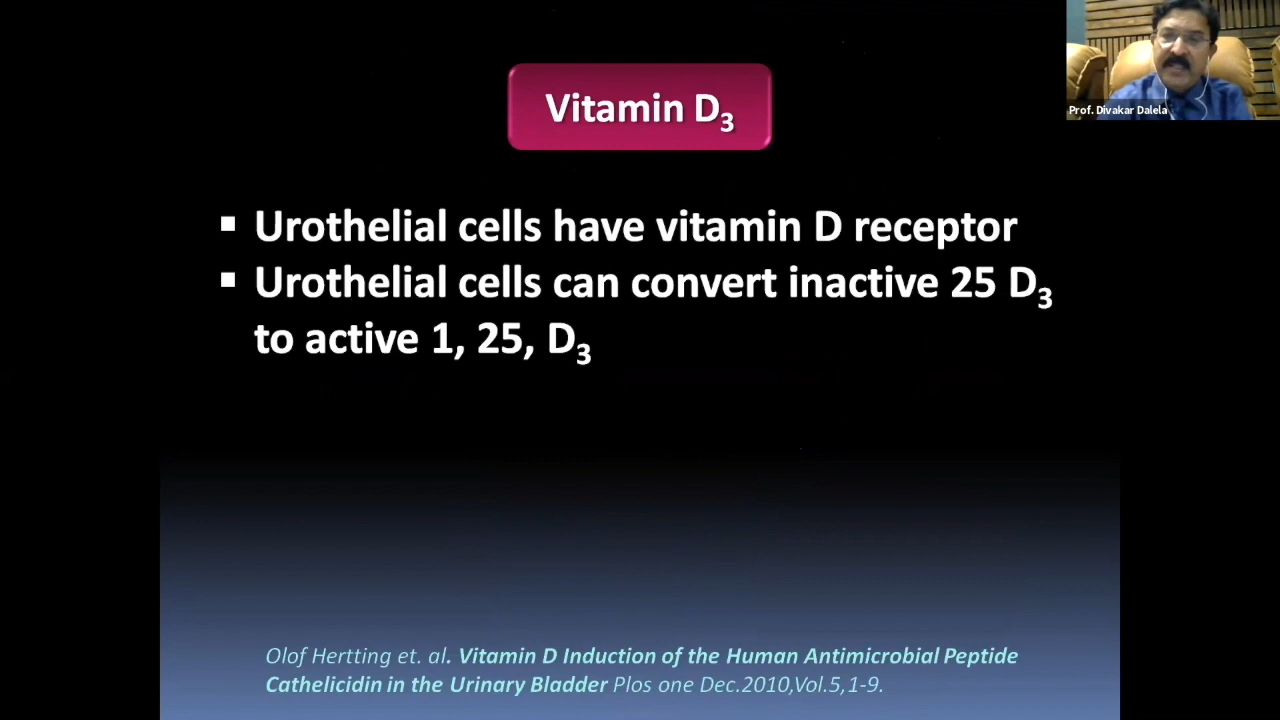 Prof. Divakar Dalela
Vitamin D₃
▪ Urothelial cells have vitamin D receptor
▪ Urothelial cells can convert inactive 25 D₃
to active 1, 25, D₃
Olof Hertting et. al. Vitamin D Induction of the Human Antimicrobial Peptide
Cathelicidin in the Urinary Bladder Plos one Dec.2010,Vol.5,1-9.